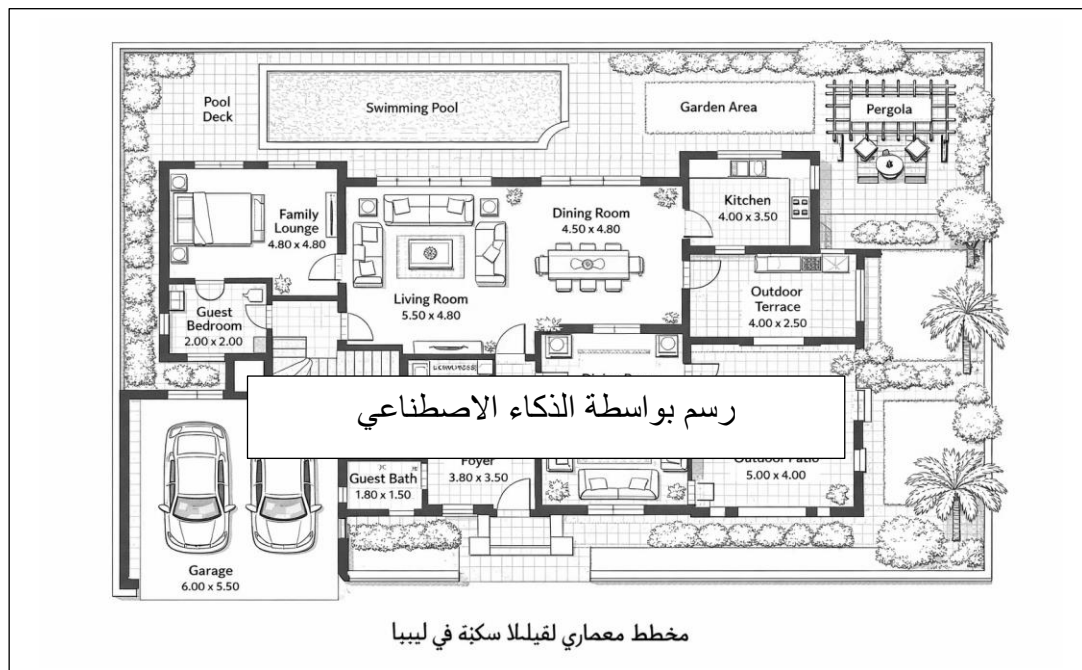 Pool
Deck
Swimming Pool
Garden Area
Pergola
Family
Lounge
4.80 x 4.80
Dining Room
4.50 x 4.80
Kitchen
4.00 x 3.50
Living Room
5.50 x 4.80
Outdoor
Terrace
4.00 x 2.50
Guest
Bedroom
2.00 x 2.00
رسم بواسطة الذكاء الاصطناعي
Guest Bath
1.80 x 1.50
Foyer
3.80 x 3.50
Outdoor Patio
5.00 x 4.00
Garage
6.00 x 5.50
مخطط معماري لڤيليلا سكنِة في ليببا